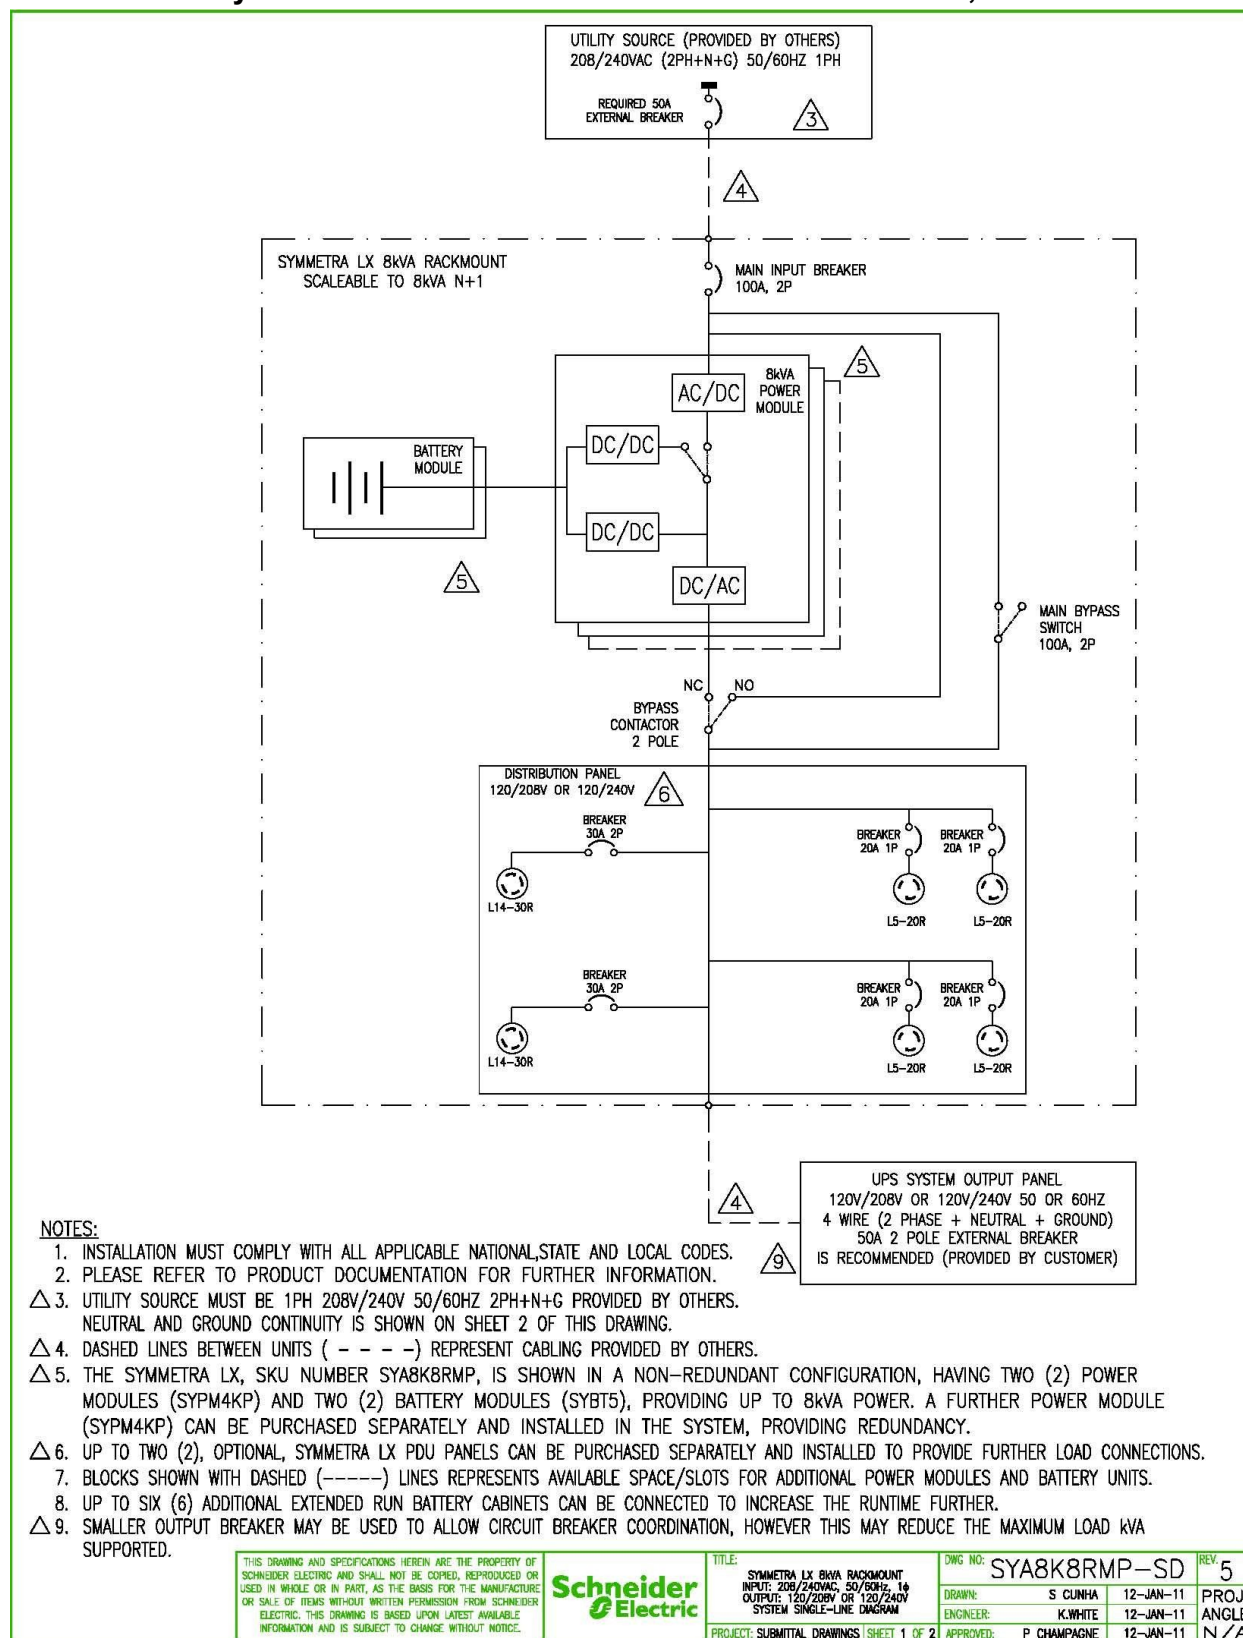 UTILITY SOURCE (PROVIDED BY OTHERS)
208/240VAC (2PH+N+G) 50/60HZ 1PH
REQUIRED 50A
EXTERNAL BREAKER
3
4
SYMMETRA LX 8kVA RACKMOUNT
SCALEABLE TO 8kVA N+1
MAIN INPUT BREAKER
100A, 2P
5
8kVA
POWER
MODULE
AC/DC
BATTERY
MODULE
DC/DC
DC/DC
5
DC/AC
MAIN BYPASS
SWITCH
100A, 2P
NC NO
BYPASS
CONTACTOR
2 POLE
DISTRIBUTION PANEL
120/208V OR 120/240V
6
BREAKER
30A 2P
L14-30R
BREAKER
20A 1P
BREAKER
20A 1P
L5-20R
L5-20R
BREAKER
30A 2P
L14-30R
BREAKER
20A 1P
BREAKER
20A 1P
L5-20R
L5-20R
4
UPS SYSTEM OUTPUT PANEL
120V/208V OR 120V/240V 50 OR 60HZ
4 WIRE (2 PHASE + NEUTRAL + GROUND)
50A 2 POLE EXTERNAL BREAKER
IS RECOMMENDED (PROVIDED BY CUSTOMER)
9
NOTES:
1. INSTALLATION MUST COMPLY WITH ALL APPLICABLE NATIONAL,STATE AND LOCAL CODES.
2. PLEASE REFER TO PRODUCT DOCUMENTATION FOR FURTHER INFORMATION.
△3. UTILITY SOURCE MUST BE 1PH 208V/240V 50/60HZ 2PH+N+G PROVIDED BY OTHERS.
NEUTRAL AND GROUND CONTINUITY IS SHOWN ON SHEET 2 OF THIS DRAWING.
△4. DASHED LINES BETWEEN UNITS ( - - - -) REPRESENT CABLING PROVIDED BY OTHERS.
△5. THE SYMMETRA LX, SKU NUMBER SYA8K8RMP, IS SHOWN IN A NON-REDUNDANT CONFIGURATION, HAVING TWO (2) POWER
MODULES (SYPM4KP) AND TWO (2) BATTERY MODULES (SYBT5), PROVIDING UP TO 8kVA POWER. A FURTHER POWER MODULE
(SYPM4KP) CAN BE PURCHASED SEPARATELY AND INSTALLED IN THE SYSTEM, PROVIDING REDUNDANCY.
△6. UP TO TWO (2), OPTIONAL, SYMMETRA LX PDU PANELS CAN BE PURCHASED SEPARATELY AND INSTALLED TO PROVIDE FURTHER LOAD CONNECTIONS.
7. BLOCKS SHOWN WITH DASHED (-----) LINES REPRESENTS AVAILABLE SPACE/SLOTS FOR ADDITIONAL POWER MODULES AND BATTERY UNITS.
8. UP TO SIX (6) ADDITIONAL EXTENDED RUN BATTERY CABINETS CAN BE CONNECTED TO INCREASE THE RUNTIME FURTHER.
△9. SMALLER OUTPUT BREAKER MAY BE USED TO ALLOW CIRCUIT BREAKER COORDINATION, HOWEVER THIS MAY REDUCE THE MAXIMUM LOAD kVA
SUPPORTED.
THIS DRAWING AND SPECIFICATIONS HEREIN ARE THE PROPERTY OF
SCHNEIDER ELECTRIC AND SHALL NOT BE COPIED, REPRODUCED OR
USED IN WHOLE OR IN PART, AS THE BASIS FOR THE MANUFACTURE
OR SALE OF ITEMS WITHOUT WRITTEN PERMISSION FROM SCHNEIDER
ELECTRIC. THIS DRAWING IS BASED UPON LATEST AVAILABLE
INFORMATION AND IS SUBJECT TO CHANGE WITHOUT NOTICE.
Schneider
Electric
TITLE:
SYMMETRA LX 8kVA RACKMOUNT
INPUT: 208/240VAC, 50/60Hz, 1ϕ
OUTPUT: 120/208V OR 120/240V
SYSTEM SINGLE-LINE DIAGRAM
PROJECT: SUBMITTAL DRAWINGS SHEET 1 OF 2
DWG NO: SYA8K8RMP-SD REV. 5
DRAWN: S CUNHA 12-JAN-11
ENGINEER: K.WHITE 12-JAN-11
APPROVED: P CHAMPAGNE 12-JAN-11
PROJ
ANGLE
N/A